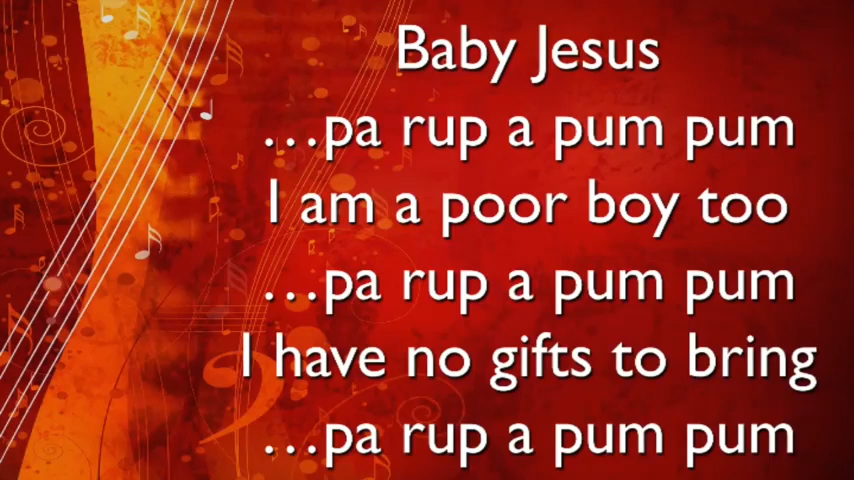 Baby Jesus
...pa rup a pum pum
I am a poor boy too
...pa rup a pum pum
I have no gifts to bring
...pa rup a pum pum